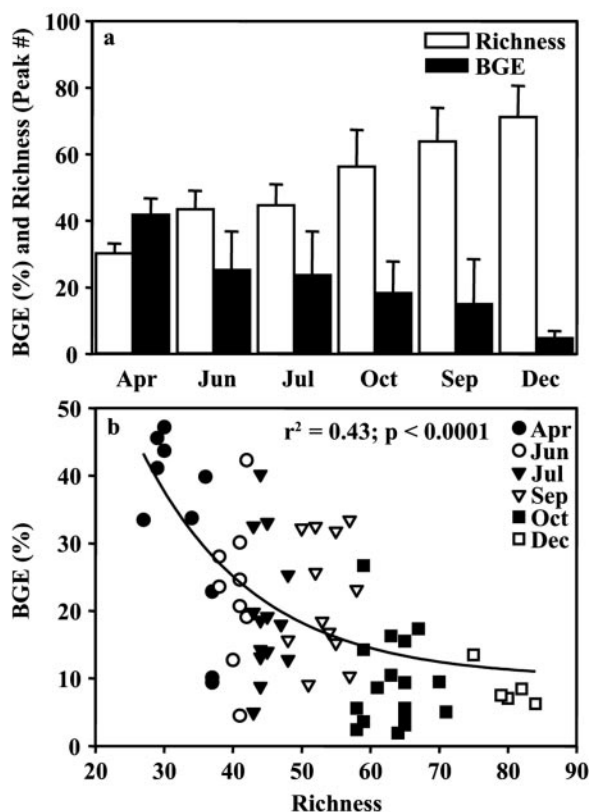 a
Richness
BGE
BGE (%) and Richness (Peak #)
100
80
60
40
20
0
Apr Jun Jul Oct Sep Dec
b
r² = 0.43; p < 0.0001
Apr
Jun
Jul
Sep
Oct
Dec
BGE (%)
50
40
30
20
10
0
20 30 40 50 60 70 80 90
Richness